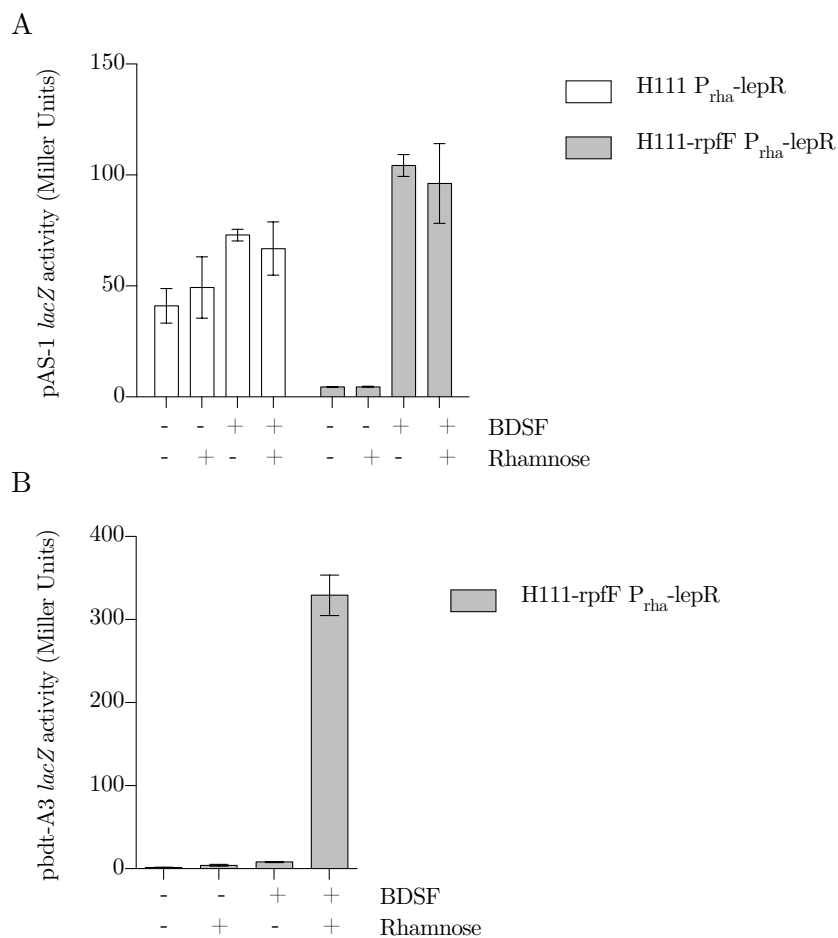 A
pAS-1 lacZ activity (Miller Units)
150
100
50
0
H111 Prha-lepR
H111-rpfF Prha-lepR
- - + + - - + + BDSF
- + - + - + - + Rhamnose
B
pbdt-A3 lacZ activity (Miller Units)
400
300
200
100
0
H111-rpfF Prha-lepR
- - + + BDSF
- + - + Rhamnose